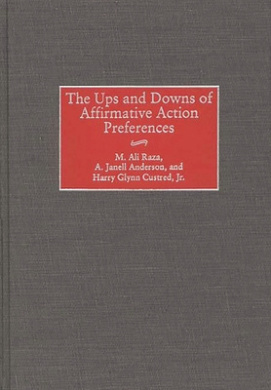 The Ups and Downs of
Affirmative Action
Preferences
M. Ali Raza,
A. Janell Anderson, and
Harry Glynn Custred, Jr.